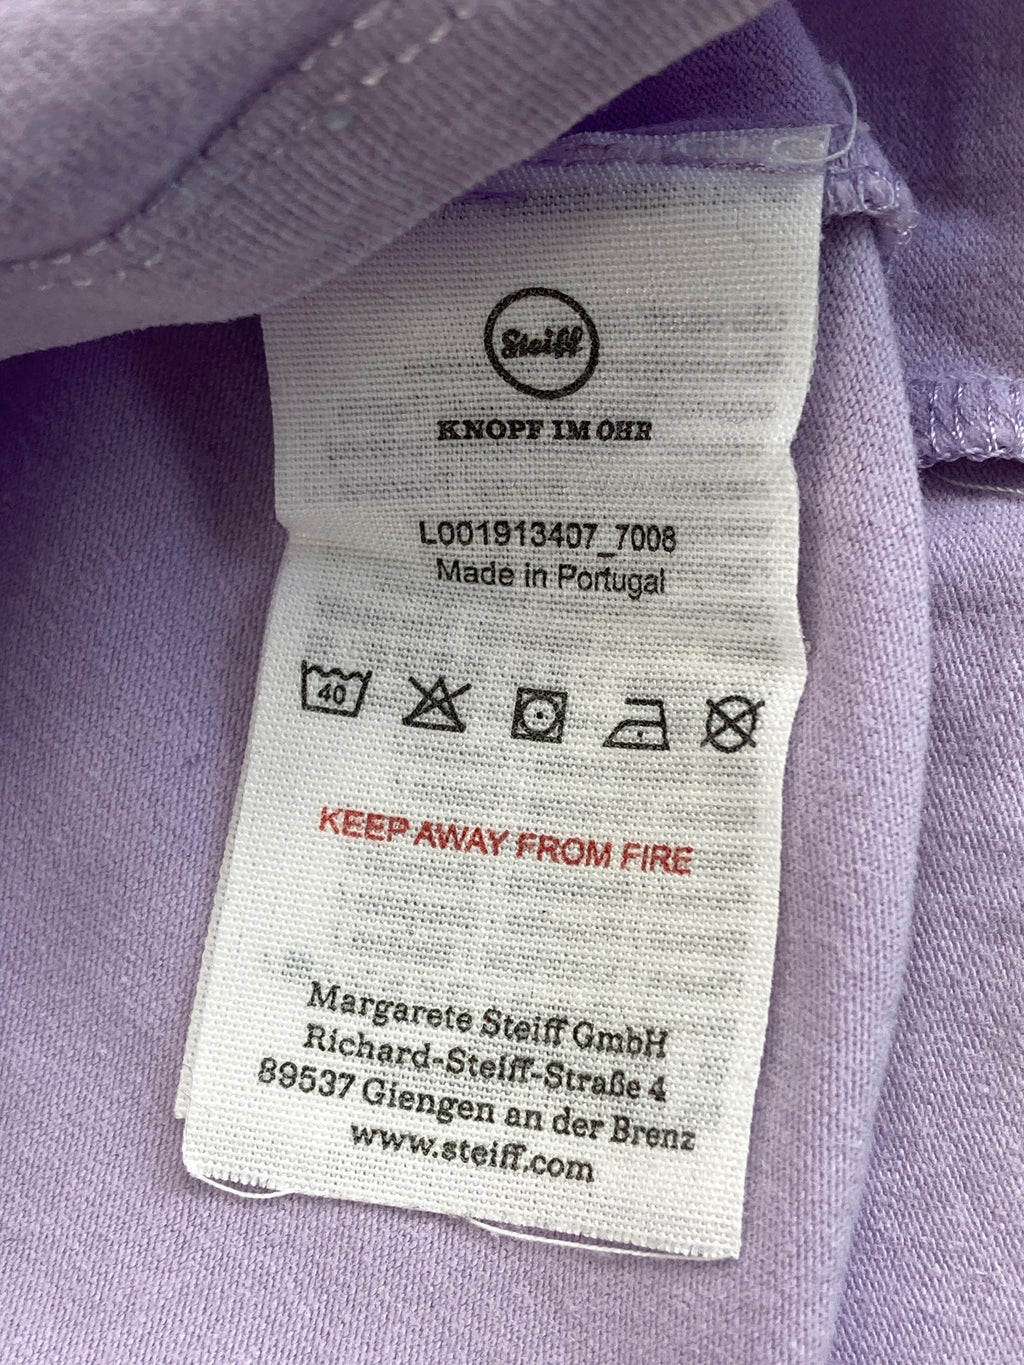 Steiff
KNOPF IM OHR
L001913407_7008
Made in Portugal
40
KEEP AWAY FROM FIRE
Margarete Steiff GmbH
Richard-Steiff-Straße 4
89537 Giengen an der Brenz
www.steiff.com